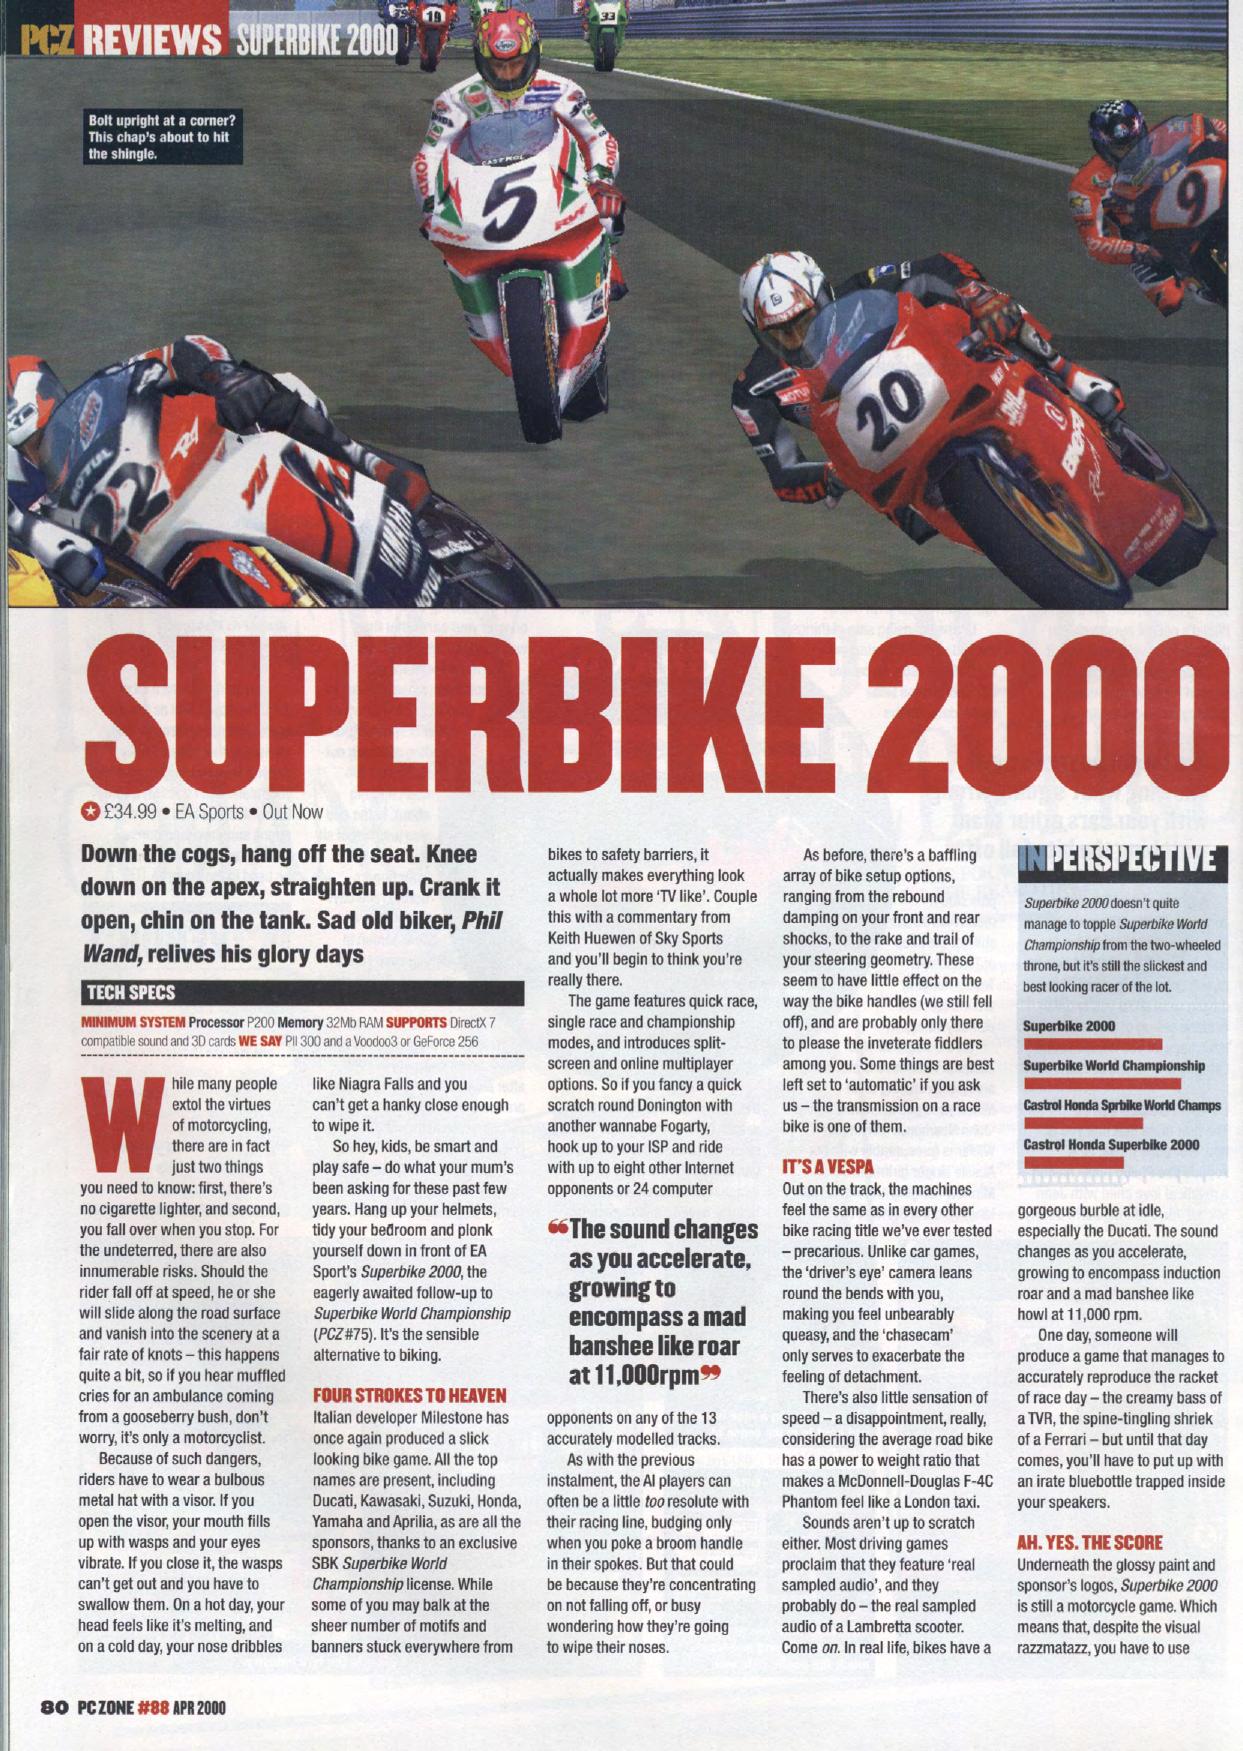 PCZ REVIEWS SUPERBIKE 2000
19
33
Bolt upright at a corner?
This chap's about to hit
the shingle.
CASTROL
5
RVF
RVF
9
aprilia
20
MOTUL
YAMAHA
SUPERBIKE 2000
£34.99 • EA Sports • Out Now
Down the cogs, hang off the seat. Knee
down on the apex, straighten up. Crank it
open, chin on the tank. Sad old biker, Phil
Wand, relives his glory days
TECH SPECS
MINIMUM SYSTEM Processor P200 Memory 32Mb RAM SUPPORTS DirectX 7
compatible sound and 3D cards WE SAY PII 300 and a Voodoo3 or GeForce 256
While many people
extol the virtues
of motorcycling,
there are in fact
just two things
you need to know: first, there's
no cigarette lighter, and second,
you fall over when you stop. For
the undeterred, there are also
innumerable risks. Should the
rider fall off at speed, he or she
will slide along the road surface
and vanish into the scenery at a
fair rate of knots – this happens
quite a bit, so if you hear muffled
cries for an ambulance coming
from a gooseberry bush, don't
worry, it's only a motorcyclist.
Because of such dangers,
riders have to wear a bulbous
metal hat with a visor. If you
open the visor, your mouth fills
up with wasps and your eyes
vibrate. If you close it, the wasps
can't get out and you have to
swallow them. On a hot day, your
head feels like it's melting, and
on a cold day, your nose dribbles
like Niagra Falls and you
can't get a hanky close enough
to wipe it.
So hey, kids, be smart and
play safe – do what your mum's
been asking for these past few
years. Hang up your helmets,
tidy your bedroom and plonk
yourself down in front of EA
Sport's Superbike 2000, the
eagerly awaited follow-up to
Superbike World Championship
(PCZ #75). It's the sensible
alternative to biking.
FOUR STROKES TO HEAVEN
Italian developer Milestone has
once again produced a slick
looking bike game. All the top
names are present, including
Ducati, Kawasaki, Suzuki, Honda,
Yamaha and Aprilia, as are all the
sponsors, thanks to an exclusive
SBK Superbike World
Championship license. While
some of you may balk at the
sheer number of motifs and
banners stuck everywhere from
bikes to safety barriers, it
actually makes everything look
a whole lot more 'TV like'. Couple
this with a commentary from
Keith Huewen of Sky Sports
and you'll begin to think you're
really there.
The game features quick race,
single race and championship
modes, and introduces split-
screen and online multiplayer
options. So if you fancy a quick
scratch round Donington with
another wannabe Fogarty,
hook up to your ISP and ride
with up to eight other Internet
opponents or 24 computer
“The sound changes
as you accelerate,
growing to
encompass a mad
banshee like roar
at 11,000rpm”
opponents on any of the 13
accurately modelled tracks.
As with the previous
instalment, the AI players can
often be a little too resolute with
their racing line, budging only
when you poke a broom handle
in their spokes. But that could
be because they're concentrating
on not falling off, or busy
wondering how they're going
to wipe their noses.
As before, there's a baffling
array of bike setup options,
ranging from the rebound
damping on your front and rear
shocks, to the rake and trail of
your steering geometry. These
seem to have little effect on the
way the bike handles (we still fell
off), and are probably only there
to please the inveterate fiddlers
among you. Some things are best
left set to 'automatic' if you ask
us – the transmission on a race
bike is one of them.
IT'S A VESPA
Out on the track, the machines
feel the same as in every other
bike racing title we've ever tested
– precarious. Unlike car games,
the 'driver's eye' camera leans
round the bends with you,
making you feel unbearably
queasy, and the 'chasecam'
only serves to exacerbate the
feeling of detachment.
There's also little sensation of
speed – a disappointment, really,
considering the average road bike
has a power to weight ratio that
makes a McDonnell-Douglas F-4C
Phantom feel like a London taxi.
Sounds aren't up to scratch
either. Most driving games
proclaim that they feature 'real
sampled audio', and they
probably do – the real sampled
audio of a Lambretta scooter.
Come on. In real life, bikes have a
INPERSPECTIVE
Superbike 2000 doesn't quite
manage to topple Superbike World
Championship from the two-wheeled
throne, but it's still the slickest and
best looking racer of the lot.
Superbike 2000
Superbike World Championship
Castrol Honda Sprbike World Champs
Castrol Honda Superbike 2000
gorgeous burble at idle,
especially the Ducati. The sound
changes as you accelerate,
growing to encompass induction
roar and a mad banshee like
howl at 11,000 rpm.
One day, someone will
produce a game that manages to
accurately reproduce the racket
of race day – the creamy bass of
a TVR, the spine-tingling shriek
of a Ferrari – but until that day
comes, you'll have to put up with
an irate bluebottle trapped inside
your speakers.
AH. YES. THE SCORE
Underneath the glossy paint and
sponsor's logos, Superbike 2000
is still a motorcycle game. Which
means that, despite the visual
razzmatazz, you have to use
80 PC ZONE #88 APR 2000